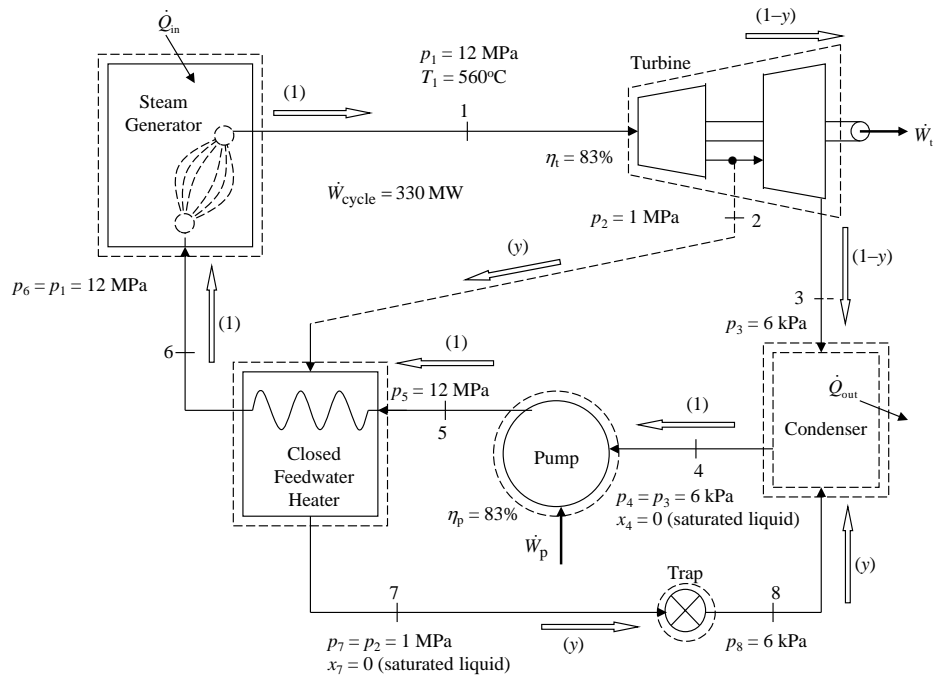 Q̇in
(1–y)
p1 = 12 MPa
T1 = 560°C
Turbine
Steam
Generator
(1)
1
Ẇt
ηt = 83%
Ẇcycle = 330 MW
p2 = 1 MPa
2
(y)
(1–y)
p6 = p1 = 12 MPa
3
(1)
p3 = 6 kPa
6
(1)
Q̇out
p5 = 12 MPa
(1)
5
Condenser
Closed
Feedwater
Heater
Pump
4
p4 = p3 = 6 kPa
x4 = 0 (saturated liquid)
ηp = 83%
Ẇp
Trap
(y)
7
8
p7 = p2 = 1 MPa
x7 = 0 (saturated liquid)
(y)
p8 = 6 kPa